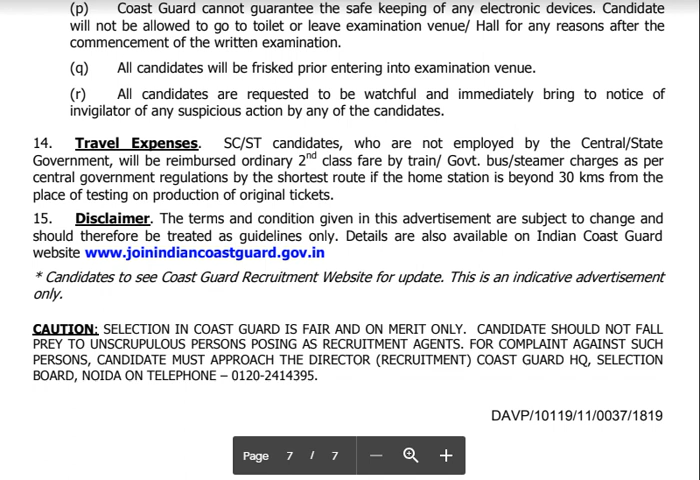 (p) Coast Guard cannot guarantee the safe keeping of any electronic devices. Candidate
will not be allowed to go to toilet or leave examination venue/ Hall for any reasons after the
commencement of the written examination.
(q) All candidates will be frisked prior entering into examination venue.
(r) All candidates are requested to be watchful and immediately bring to notice of
invigilator of any suspicious action by any of the candidates.
14. Travel Expenses. SC/ST candidates, who are not employed by the Central/State
Government, will be reimbursed ordinary 2nd class fare by train/ Govt. bus/steamer charges as per
central government regulations by the shortest route if the home station is beyond 30 kms from the
place of testing on production of original tickets.
15. Disclaimer. The terms and condition given in this advertisement are subject to change and
should therefore be treated as guidelines only. Details are also available on Indian Coast Guard
website www.joinindiancoastguard.gov.in
* Candidates to see Coast Guard Recruitment Website for update. This is an indicative advertisement
only.
CAUTION: SELECTION IN COAST GUARD IS FAIR AND ON MERIT ONLY. CANDIDATE SHOULD NOT FALL
PREY TO UNSCRUPULOUS PERSONS POSING AS RECRUITMENT AGENTS. FOR COMPLAINT AGAINST SUCH
PERSONS, CANDIDATE MUST APPROACH THE DIRECTOR (RECRUITMENT) COAST GUARD HQ, SELECTION
BOARD, NOIDA ON TELEPHONE – 0120-2414395.
DAVP/10119/11/0037/1819
Page 7 / 7